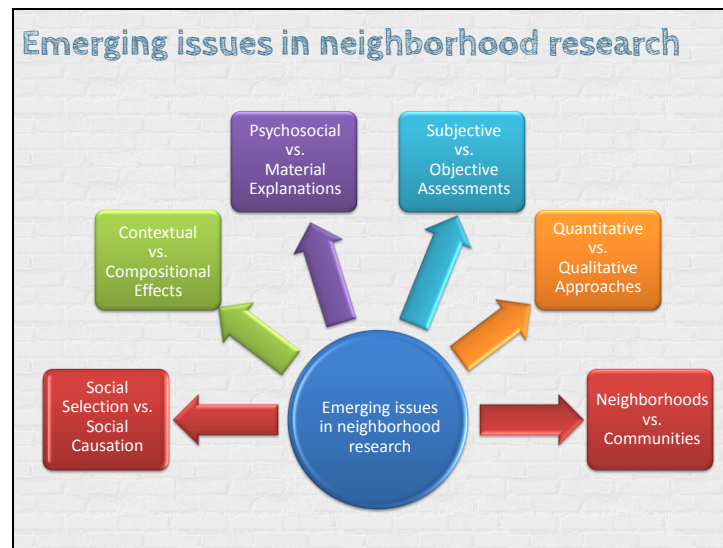 Emerging issues in neighborhood research
Psychosocial
vs.
Material
Explanations
Subjective
vs.
Objective
Assessments
Contextual
vs.
Compositional
Effects
Quantitative
vs.
Qualitative
Approaches
Social
Selection vs.
Social
Causation
Emerging issues
in neighborhood
research
Neighborhoods
vs.
Communities